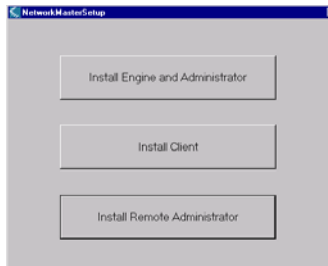 NetworkMasterSetup
Install Engine and Administrator
Install Client
Install Remote Administrator